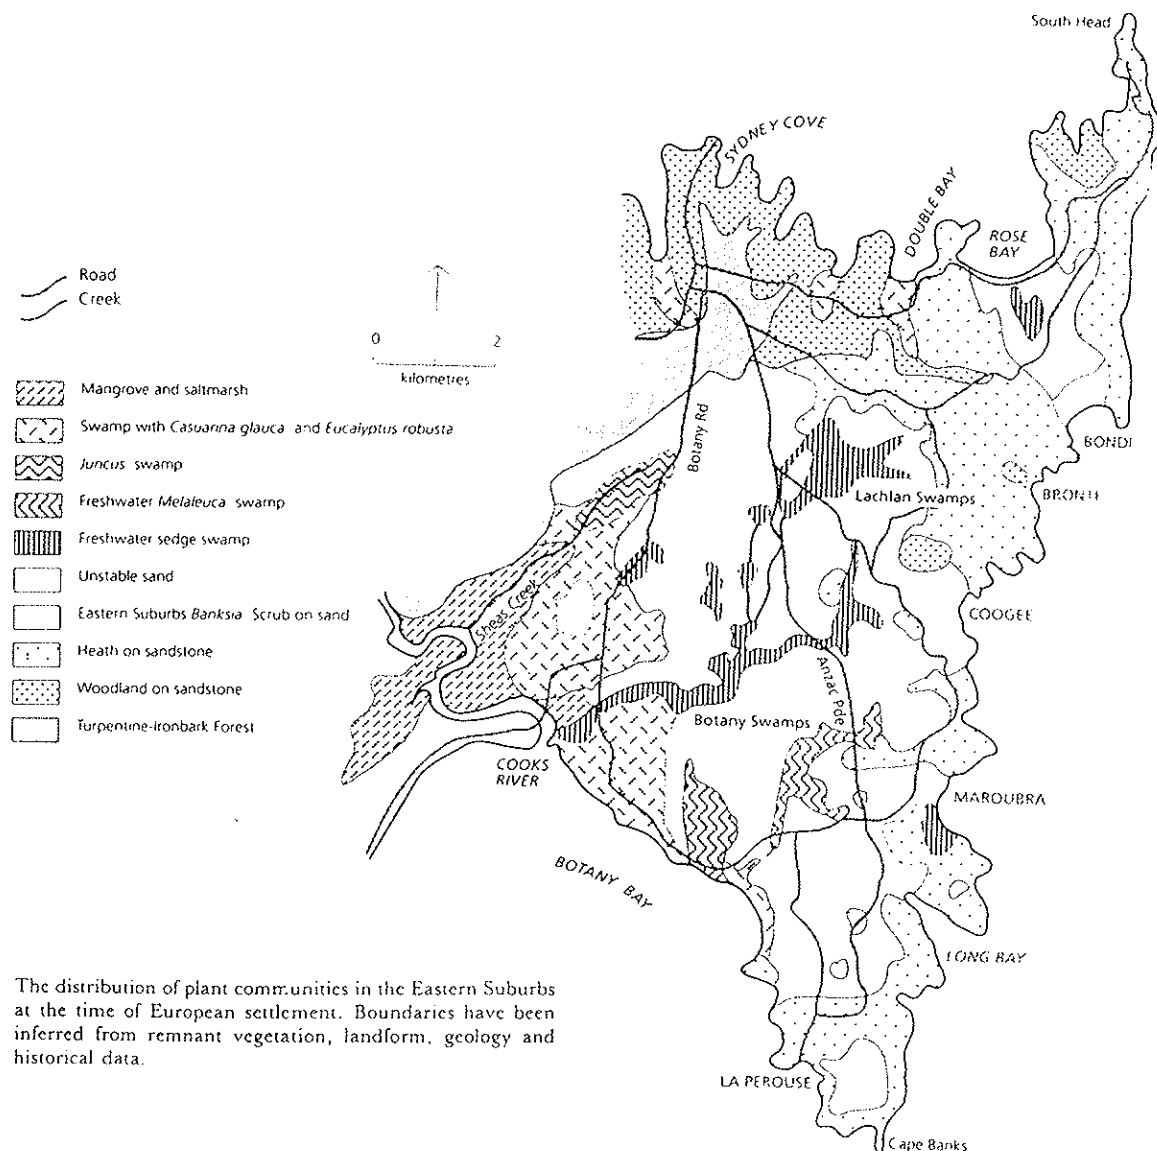 South Head
SYDNEY COVE
DOUBLE BAY
ROSE
BAY
Road
Creek
0 2
kilometres
Mangrove and saltmarsh
Swamp with Casuarina glauca and Eucalyptus robusta
Juncus swamp
Freshwater Melaleuca swamp
Freshwater sedge swamp
Unstable sand
Eastern Suburbs Banksia Scrub on sand
Heath on sandstone
Woodland on sandstone
Turpentine-Ironbark Forest
Botany Rd
BONDI
Lachlan Swamps
BRONTE
Sheas Creek
COOGEE
Anzac Pde
Botany Swamps
COOKS
RIVER
MAROUBRA
BOTANY BAY
LONG BAY
The distribution of plant communities in the Eastern Suburbs
at the time of European settlement. Boundaries have been
inferred from remnant vegetation, landform, geology and
historical data.
LA PEROUSE
Cape Banks